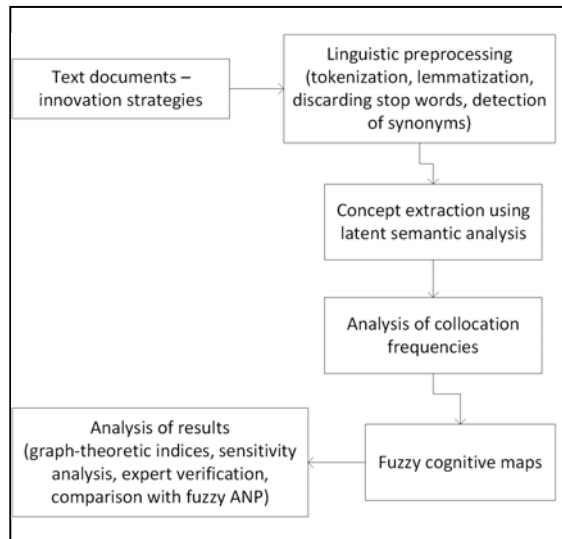 Text documents –
innovation strategies
Linguistic preprocessing
(tokenization, lemmatization,
discarding stop words, detection
of synonyms)
Concept extraction using
latent semantic analysis
Analysis of collocation
frequencies
Fuzzy cognitive maps
Analysis of results
(graph-theoretic indices, sensitivity
analysis, expert verification,
comparison with fuzzy ANP)